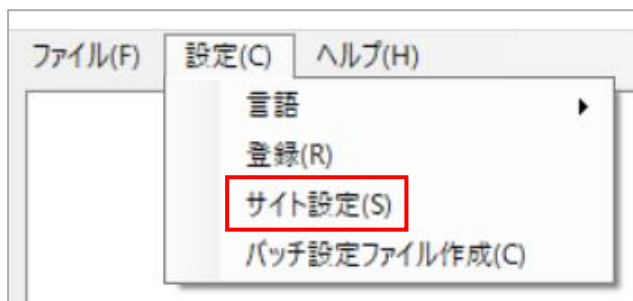 ファイル(F) 設定(C) ヘルプ(H)
言語
登録(R)
サイト設定(S)
バッチ設定ファイル作成(C)